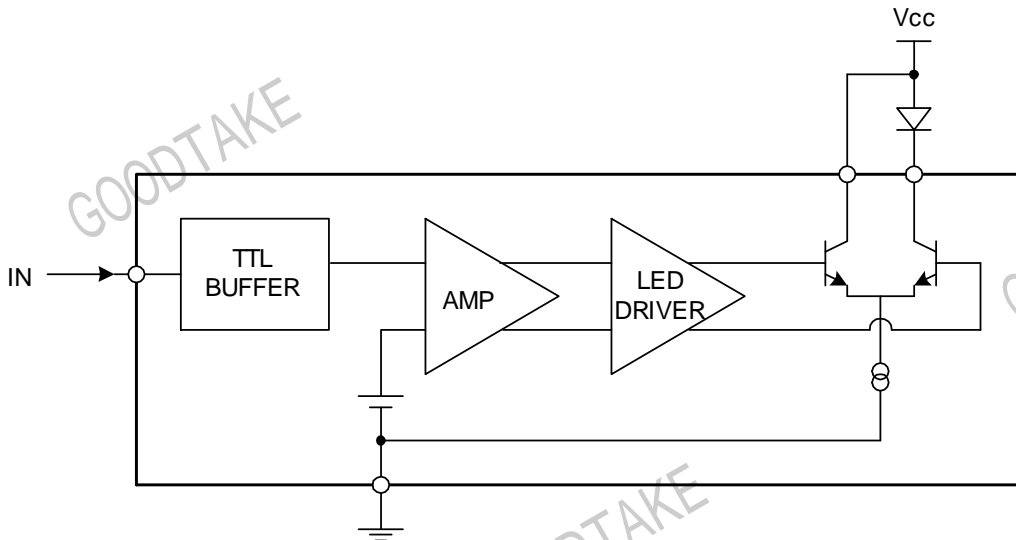 Vcc
GOODTAKE
IN
TTL
BUFFER
AMP
LED
DRIVER
GOODTAKE